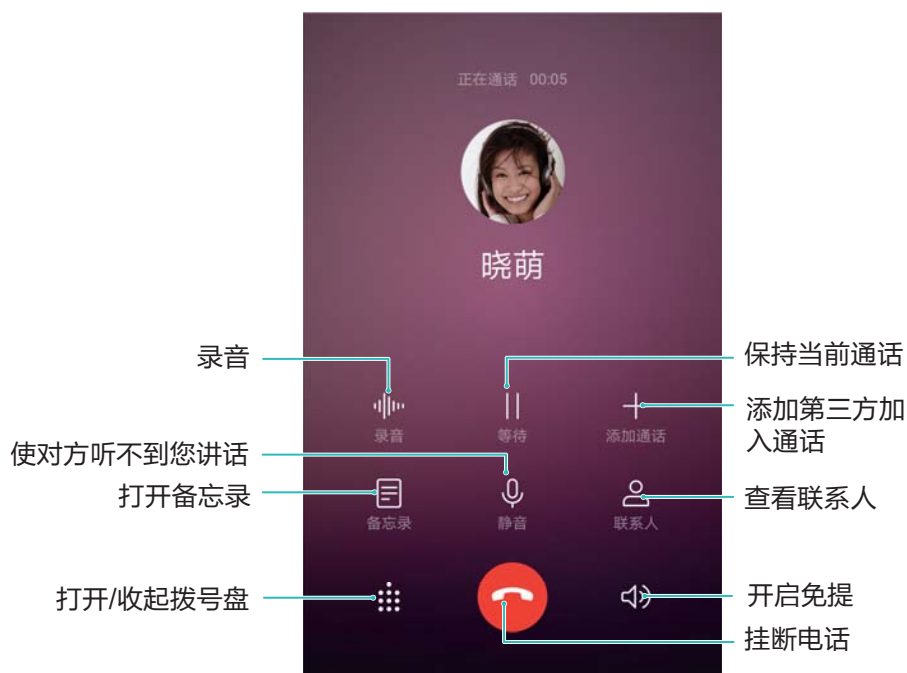 正在通话 00:05
晓萌
录音
保持当前通话
录音
等待
添加通话
添加第三方加
入通话
使对方听不到您讲话
打开备忘录
查看联系人
备忘录
静音
联系人
打开/收起拨号盘
开启免提
挂断电话